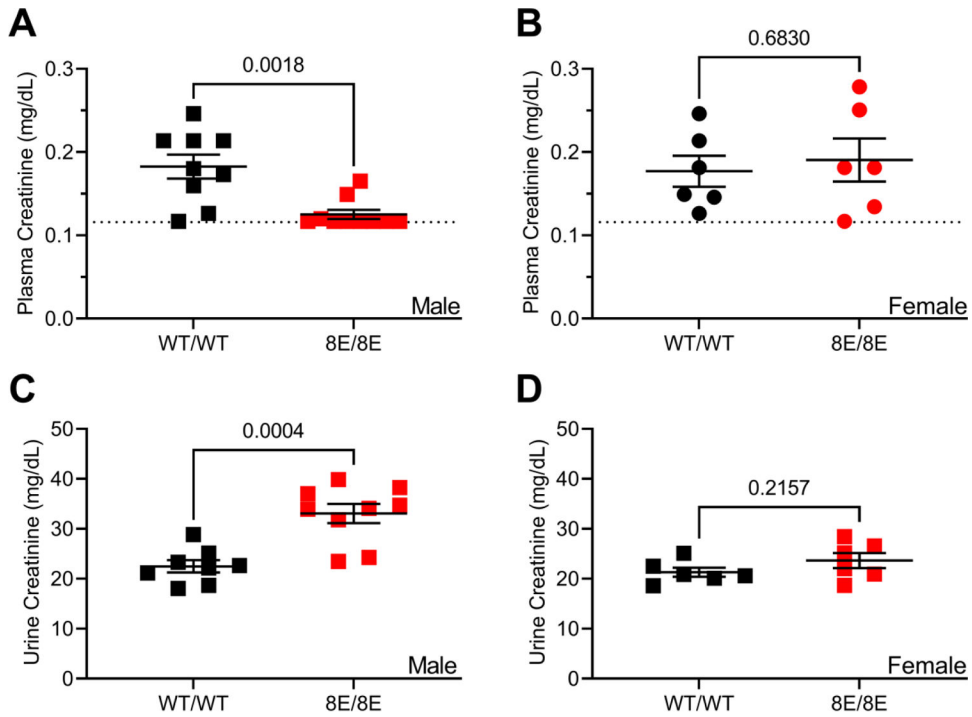 A
0.0018
Plasma Creatinine (mg/dL)
0.3
0.2
0.1
0.0
Male
WT/WT
8E/8E
B
0.6830
Plasma Creatinine (mg/dL)
0.3
0.2
0.1
0.0
Female
WT/WT
8E/8E
C
0.0004
Urine Creatinine (mg/dL)
50
40
30
20
10
0
Male
WT/WT
8E/8E
D
0.2157
Urine Creatinine (mg/dL)
50
40
30
20
10
0
Female
WT/WT
8E/8E